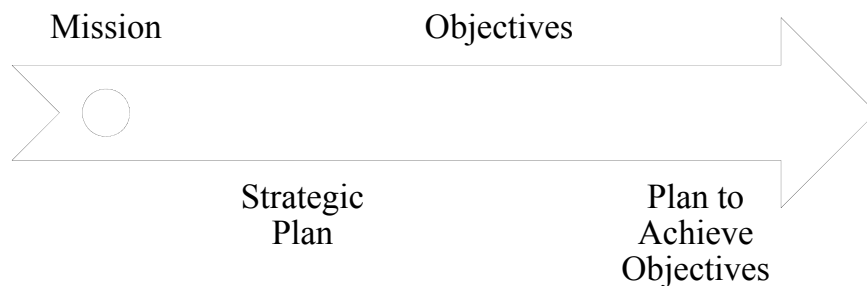 Mission
Objectives
Strategic
Plan
Plan to
Achieve
Objectives